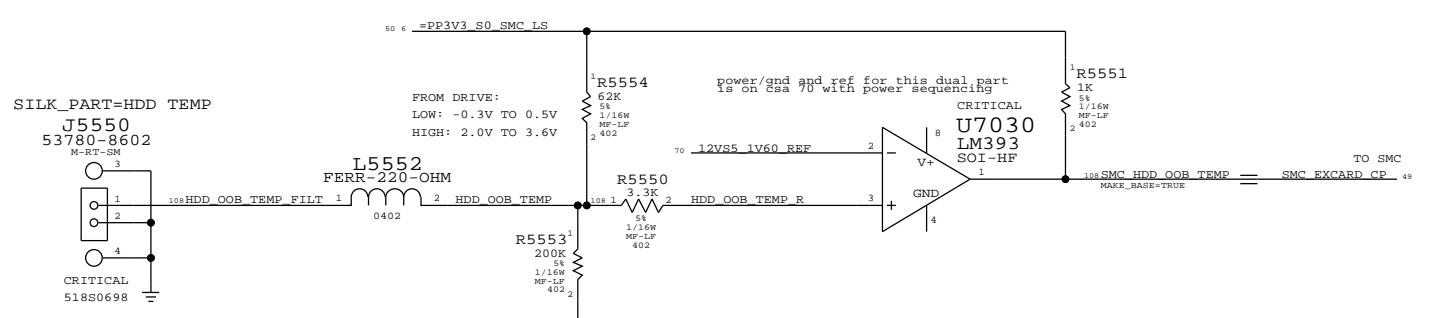 50 6 =PP3V3_S0_SMC_LS
SILK_PART=HDD TEMP
J5550
53780-8602
M-RT-SM
3
1
2
4
CRITICAL
518S0698
108 HDD_OOB_TEMP_FILT
FROM DRIVE:
LOW: -0.3V TO 0.5V
HIGH: 2.0V TO 3.6V
L5552
FERR-220-OHM
1
2
0402
HDD_OOB_TEMP
108
1
R5554
62K
5%
1/16W
MF-LF
402
2
R5553
1
200K
5%
1/16W
MF-LF
402
2
R5550
3.3K
1
2
5%
1/16W
MF-LF
402
HDD_OOB_TEMP_R
power/gnd and ref for this dual part
is on csa 70 with power sequencing
70 12VS5_1V60_REF
CRITICAL
U7030
LM393
SOI-HF
2
-
3
+
8
V+
GND
4
1
1
R5551
1K
5%
1/16W
MF-LF
402
2
108 SMC_HDD_OOB_TEMP
MAKE_BASE=TRUE
TO SMC
SMC_EXCARD_CP 49